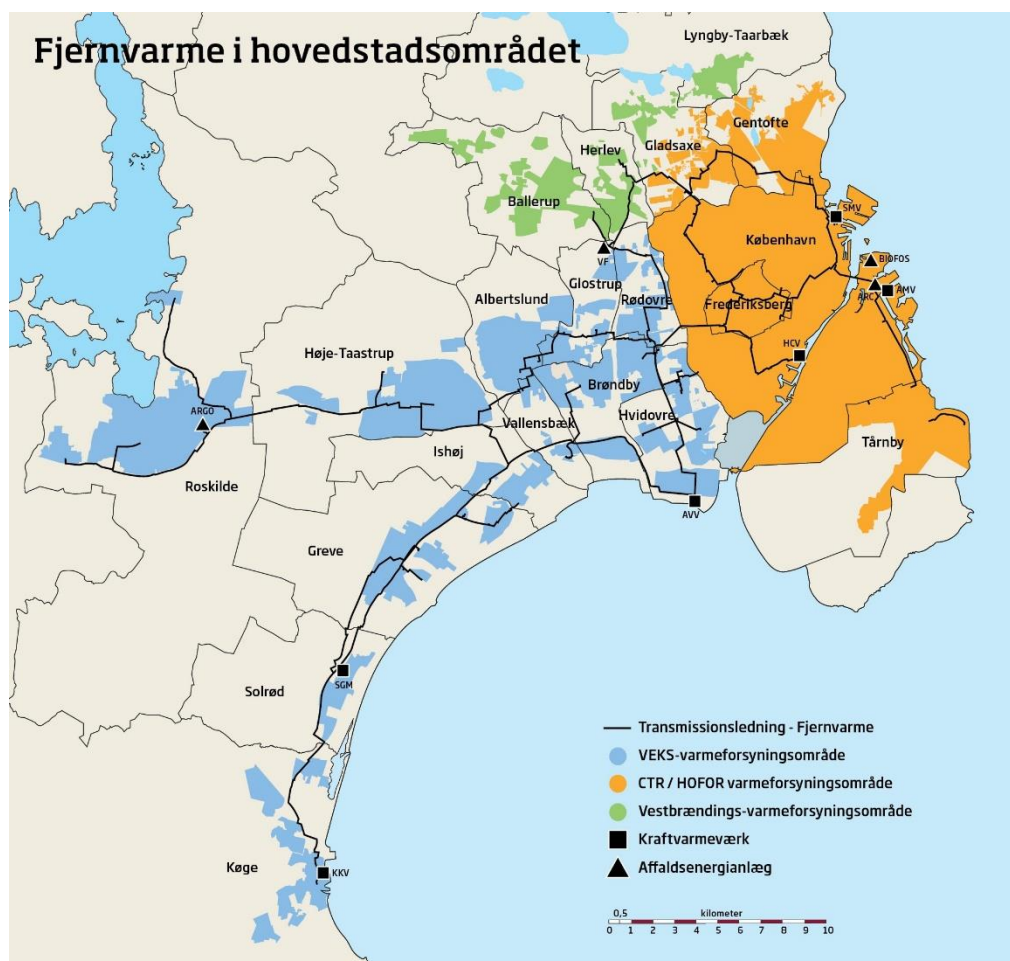 Fjernvarme i hovedstadsområdet
Lyngby-Taarbæk
Gentofte
Gladsaxe
Herlev
Ballerup
SMV
København
BIOFOS
VF
Glostrup
Albertslund
Rødovre
Frederiksberg
ARC
AMV
Høje-Taastrup
HCV
Brøndby
ARGO
Hvidovre
Vallensbæk
Tårnby
Ishøj
Roskilde
AVV
Greve
SGM
Solrød
Køge
KKV
Transmissionsledning - Fjernvarme
VEKS-varmeforsyningsområde
CTR / HOFOR varmeforsyningsområde
Vestbrændings-varmeforsyningsområde
Kraftvarmeværk
Affaldsenergianlæg
0,5 kilometer
0 1 2 3 4 5 6 7 8 9 10